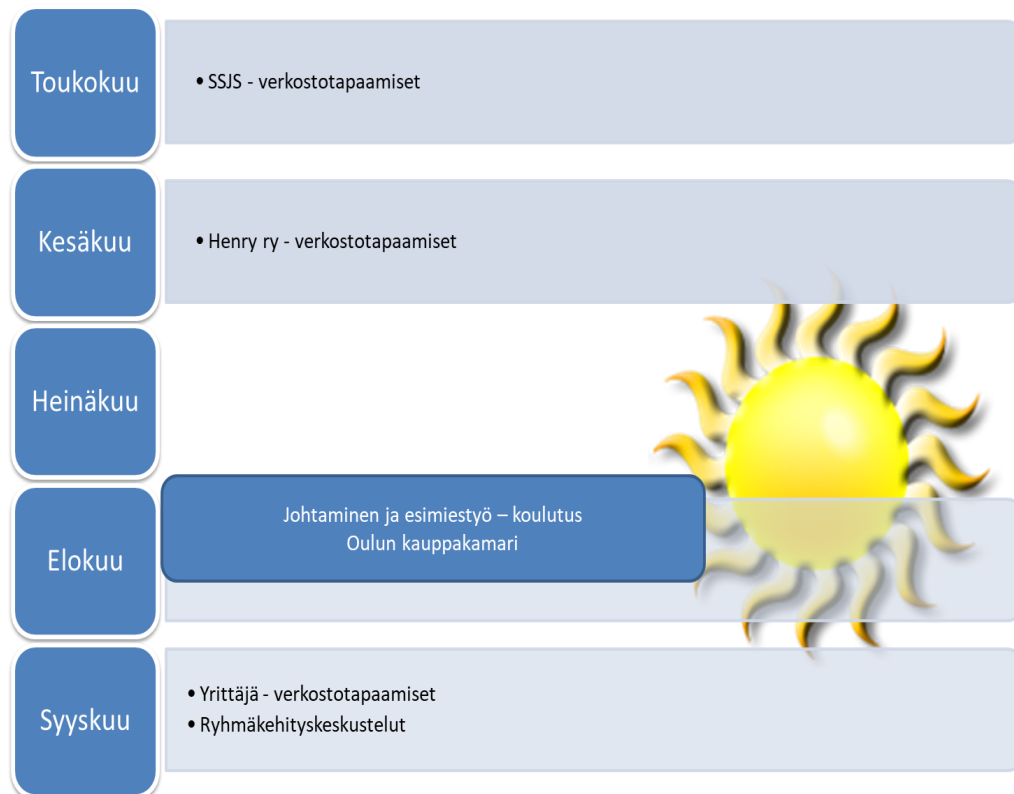 Toukokuu
• SSJS - verkostotapaamiset
Kesäkuu
• Henry ry - verkostotapaamiset
Heinäkuu
Elokuu
Johtaminen ja esimiestyö – koulutus
Oulun kauppakamari
Syyskuu
• Yrittäjä - verkostotapaamiset
• Ryhmäkehityskeskustelut